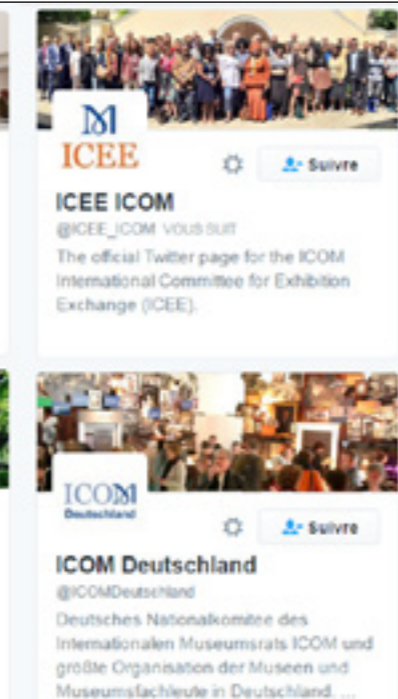 ICEE
Suivre
ICEE ICOM
@ICEE_ICOM VOUS SUIT
The official Twitter page for the ICOM
International Committee for Exhibition
Exchange (ICEE).
ICOM
Deutschland
Suivre
ICOM Deutschland
@ICOMDeutschland
Deutsches Nationalkomitee des
Internationalen Museumsrats ICOM und
größte Organisation der Museen und
Museumsfachleute in Deutschland. ...